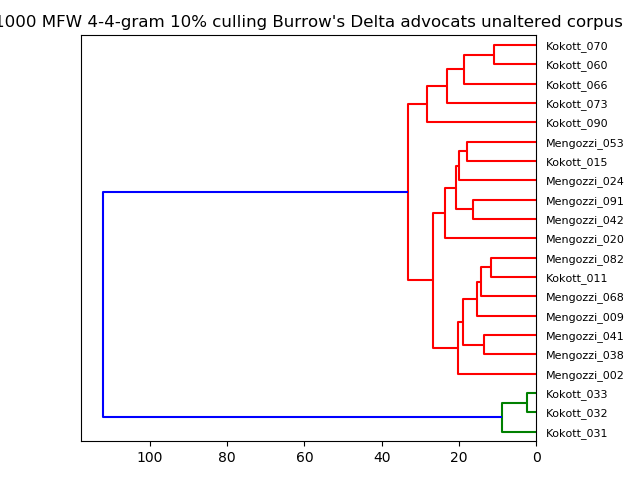 1000 MFW 4-4-gram 10% culling Burrow's Delta advocats unaltered corpus
Kokott_070
Kokott_060
Kokott_066
Kokott_073
Kokott_090
Mengozzi_053
Kokott_015
Mengozzi_024
Mengozzi_091
Mengozzi_042
Mengozzi_020
Mengozzi_082
Kokott_011
Mengozzi_068
Mengozzi_009
Mengozzi_041
Mengozzi_038
Mengozzi_002
Kokott_033
Kokott_032
Kokott_031
100 80 60 40 20 0